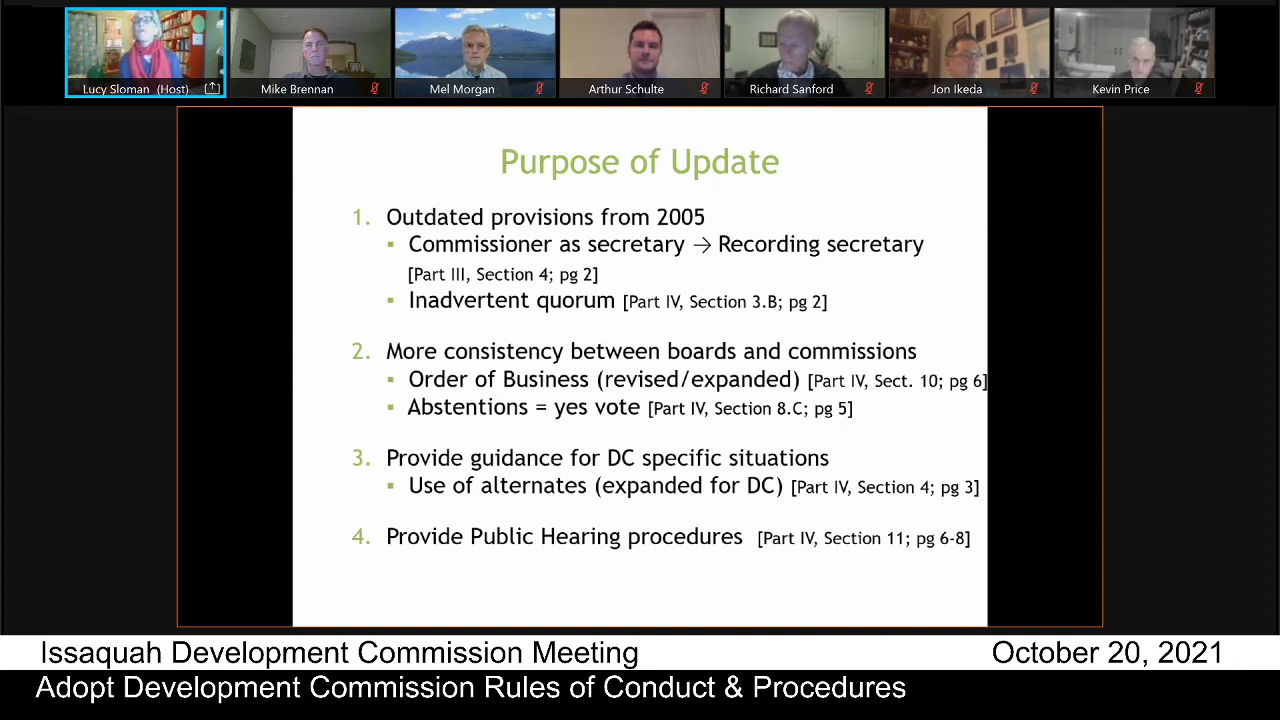 Lucy Sloman (Host)
Mike Brennan
Mel Morgan
Arthur Schulte
Richard Sanford
Jon Ikeda
Kevin Price
Purpose of Update
1. Outdated provisions from 2005
▪ Commissioner as secretary → Recording secretary
[Part III, Section 4; pg 2]
▪ Inadvertent quorum [Part IV, Section 3.B; pg 2]
2. More consistency between boards and commissions
▪ Order of Business (revised/expanded) [Part IV, Sect. 10; pg 6]
▪ Abstentions = yes vote [Part IV, Section 8.C; pg 5]
3. Provide guidance for DC specific situations
▪ Use of alternates (expanded for DC) [Part IV, Section 4; pg 3]
4. Provide Public Hearing procedures [Part IV, Section 11; pg 6-8]
Issaquah Development Commission Meeting October 20, 2021
Adopt Development Commission Rules of Conduct & Procedures